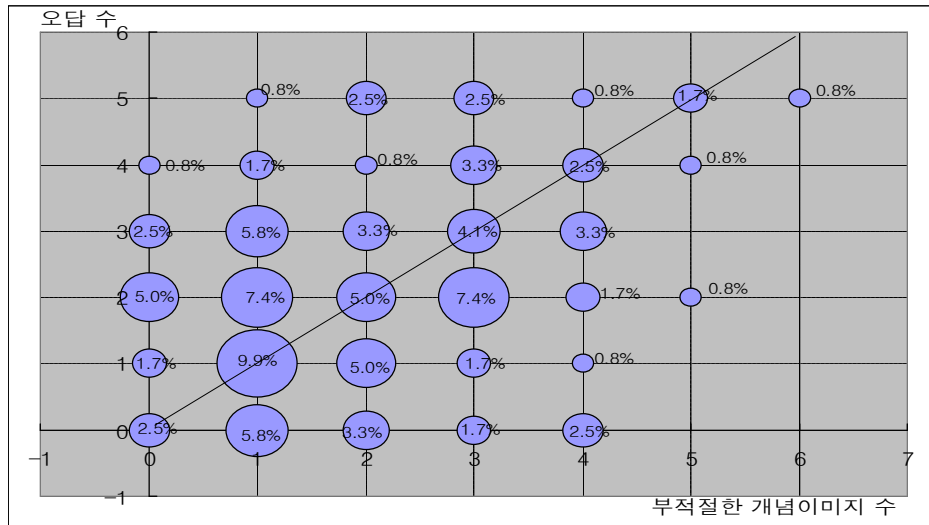 오답 수
6
5 0.8% 2.5% 2.5% 0.8% 1.7% 0.8%
4 0.8% 1.7% 0.8% 3.3% 2.5% 0.8%
3 2.5% 5.8% 3.3% 4.1% 3.3%
2 5.0% 7.4% 5.0% 7.4% 1.7% 0.8%
1 1.7% 9.9% 5.0% 1.7% 0.8%
0 2.5% 5.8% 3.3% 1.7% 2.5%
-1 0 1 2 3 4 5 6 7
-1
부적절한 개념이미지 수